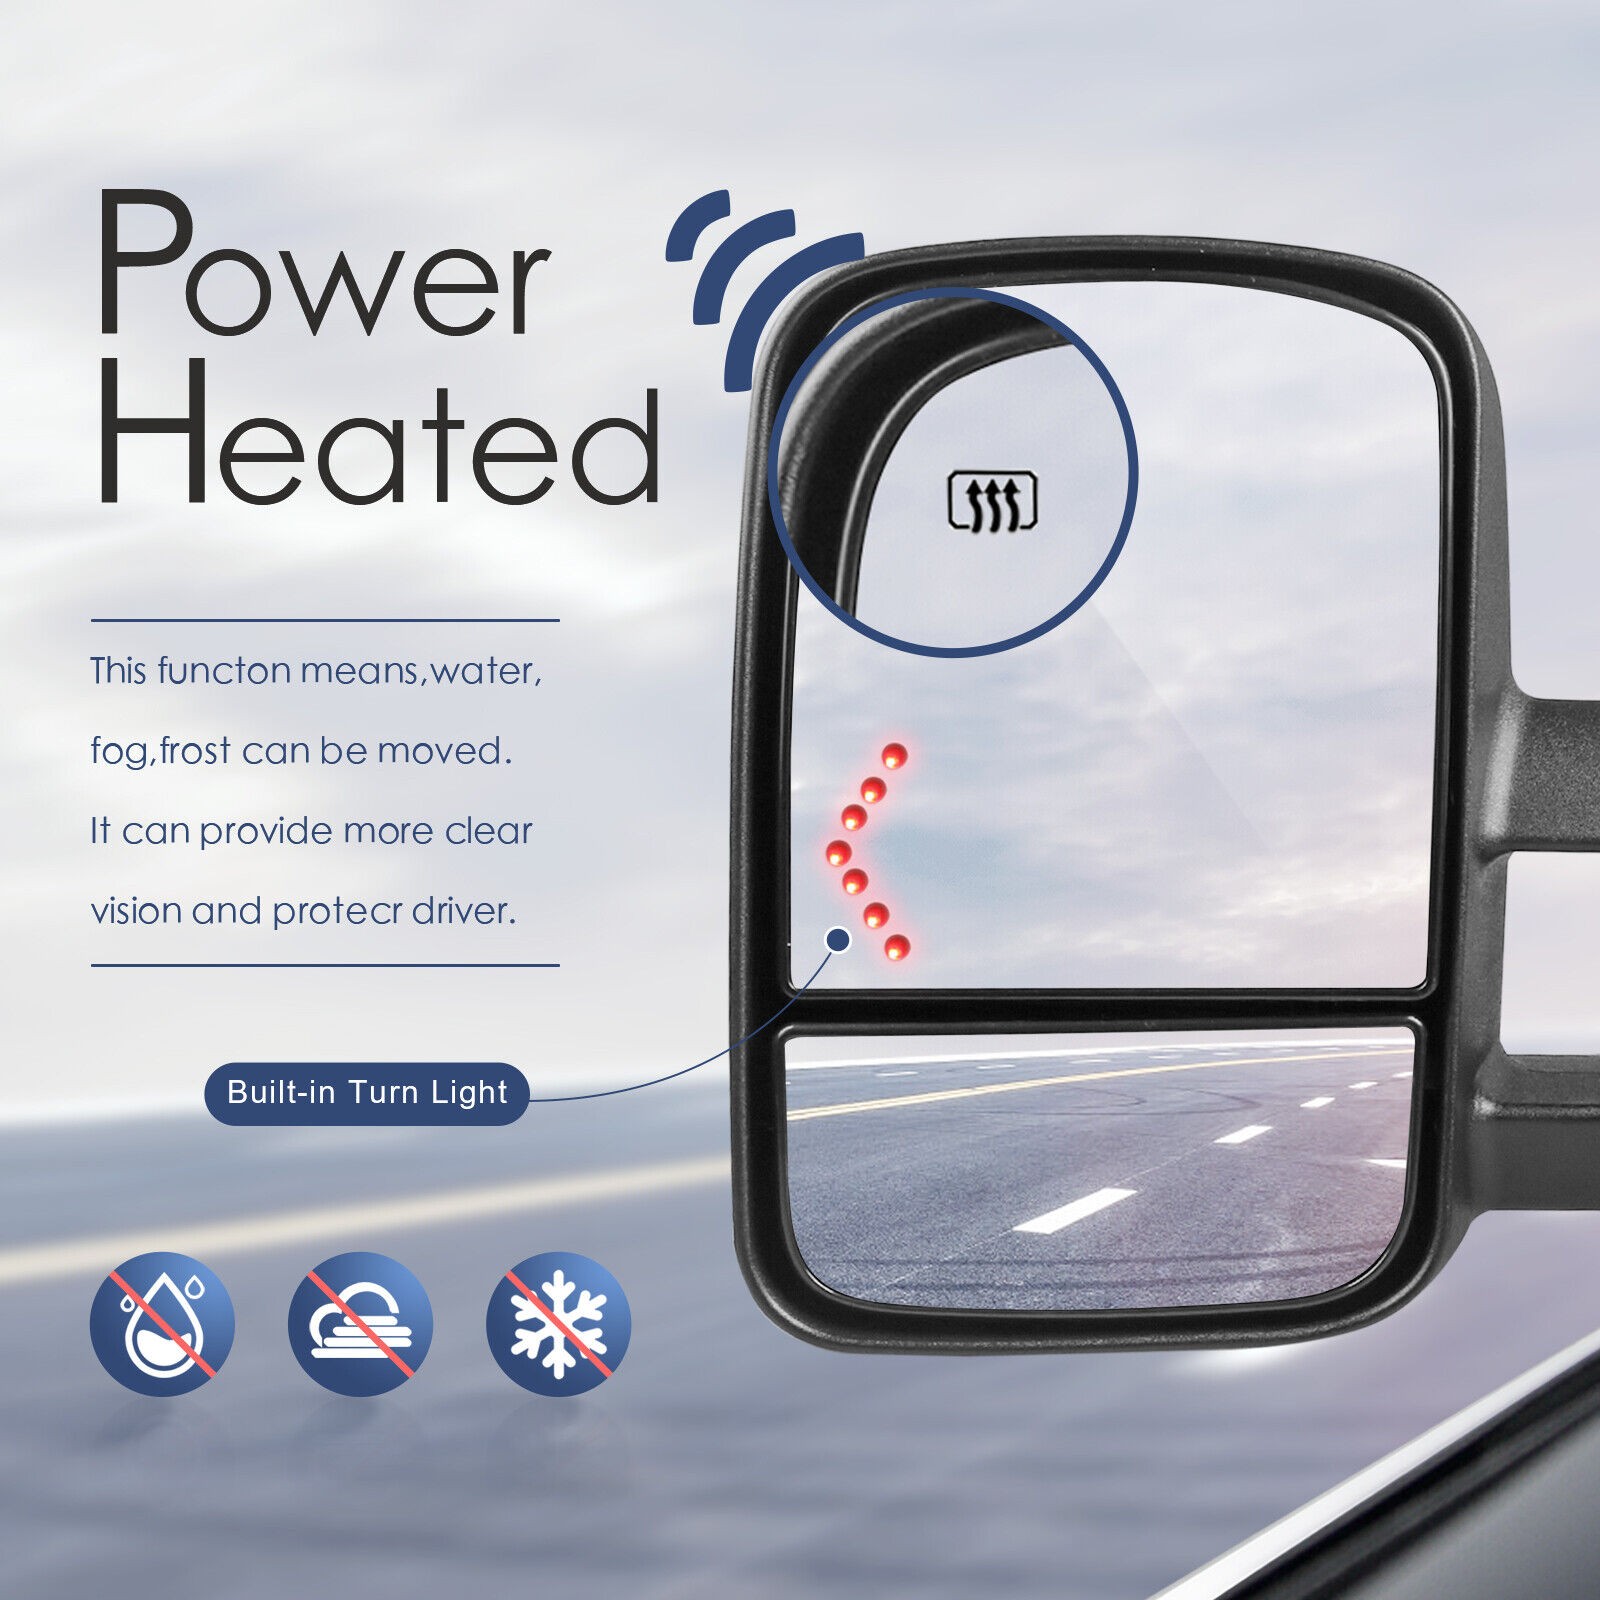 Power
Heated
This functon means,water,
fog,frost can be moved.
It can provide more clear
vision and protecr driver.
Built-in Turn Light